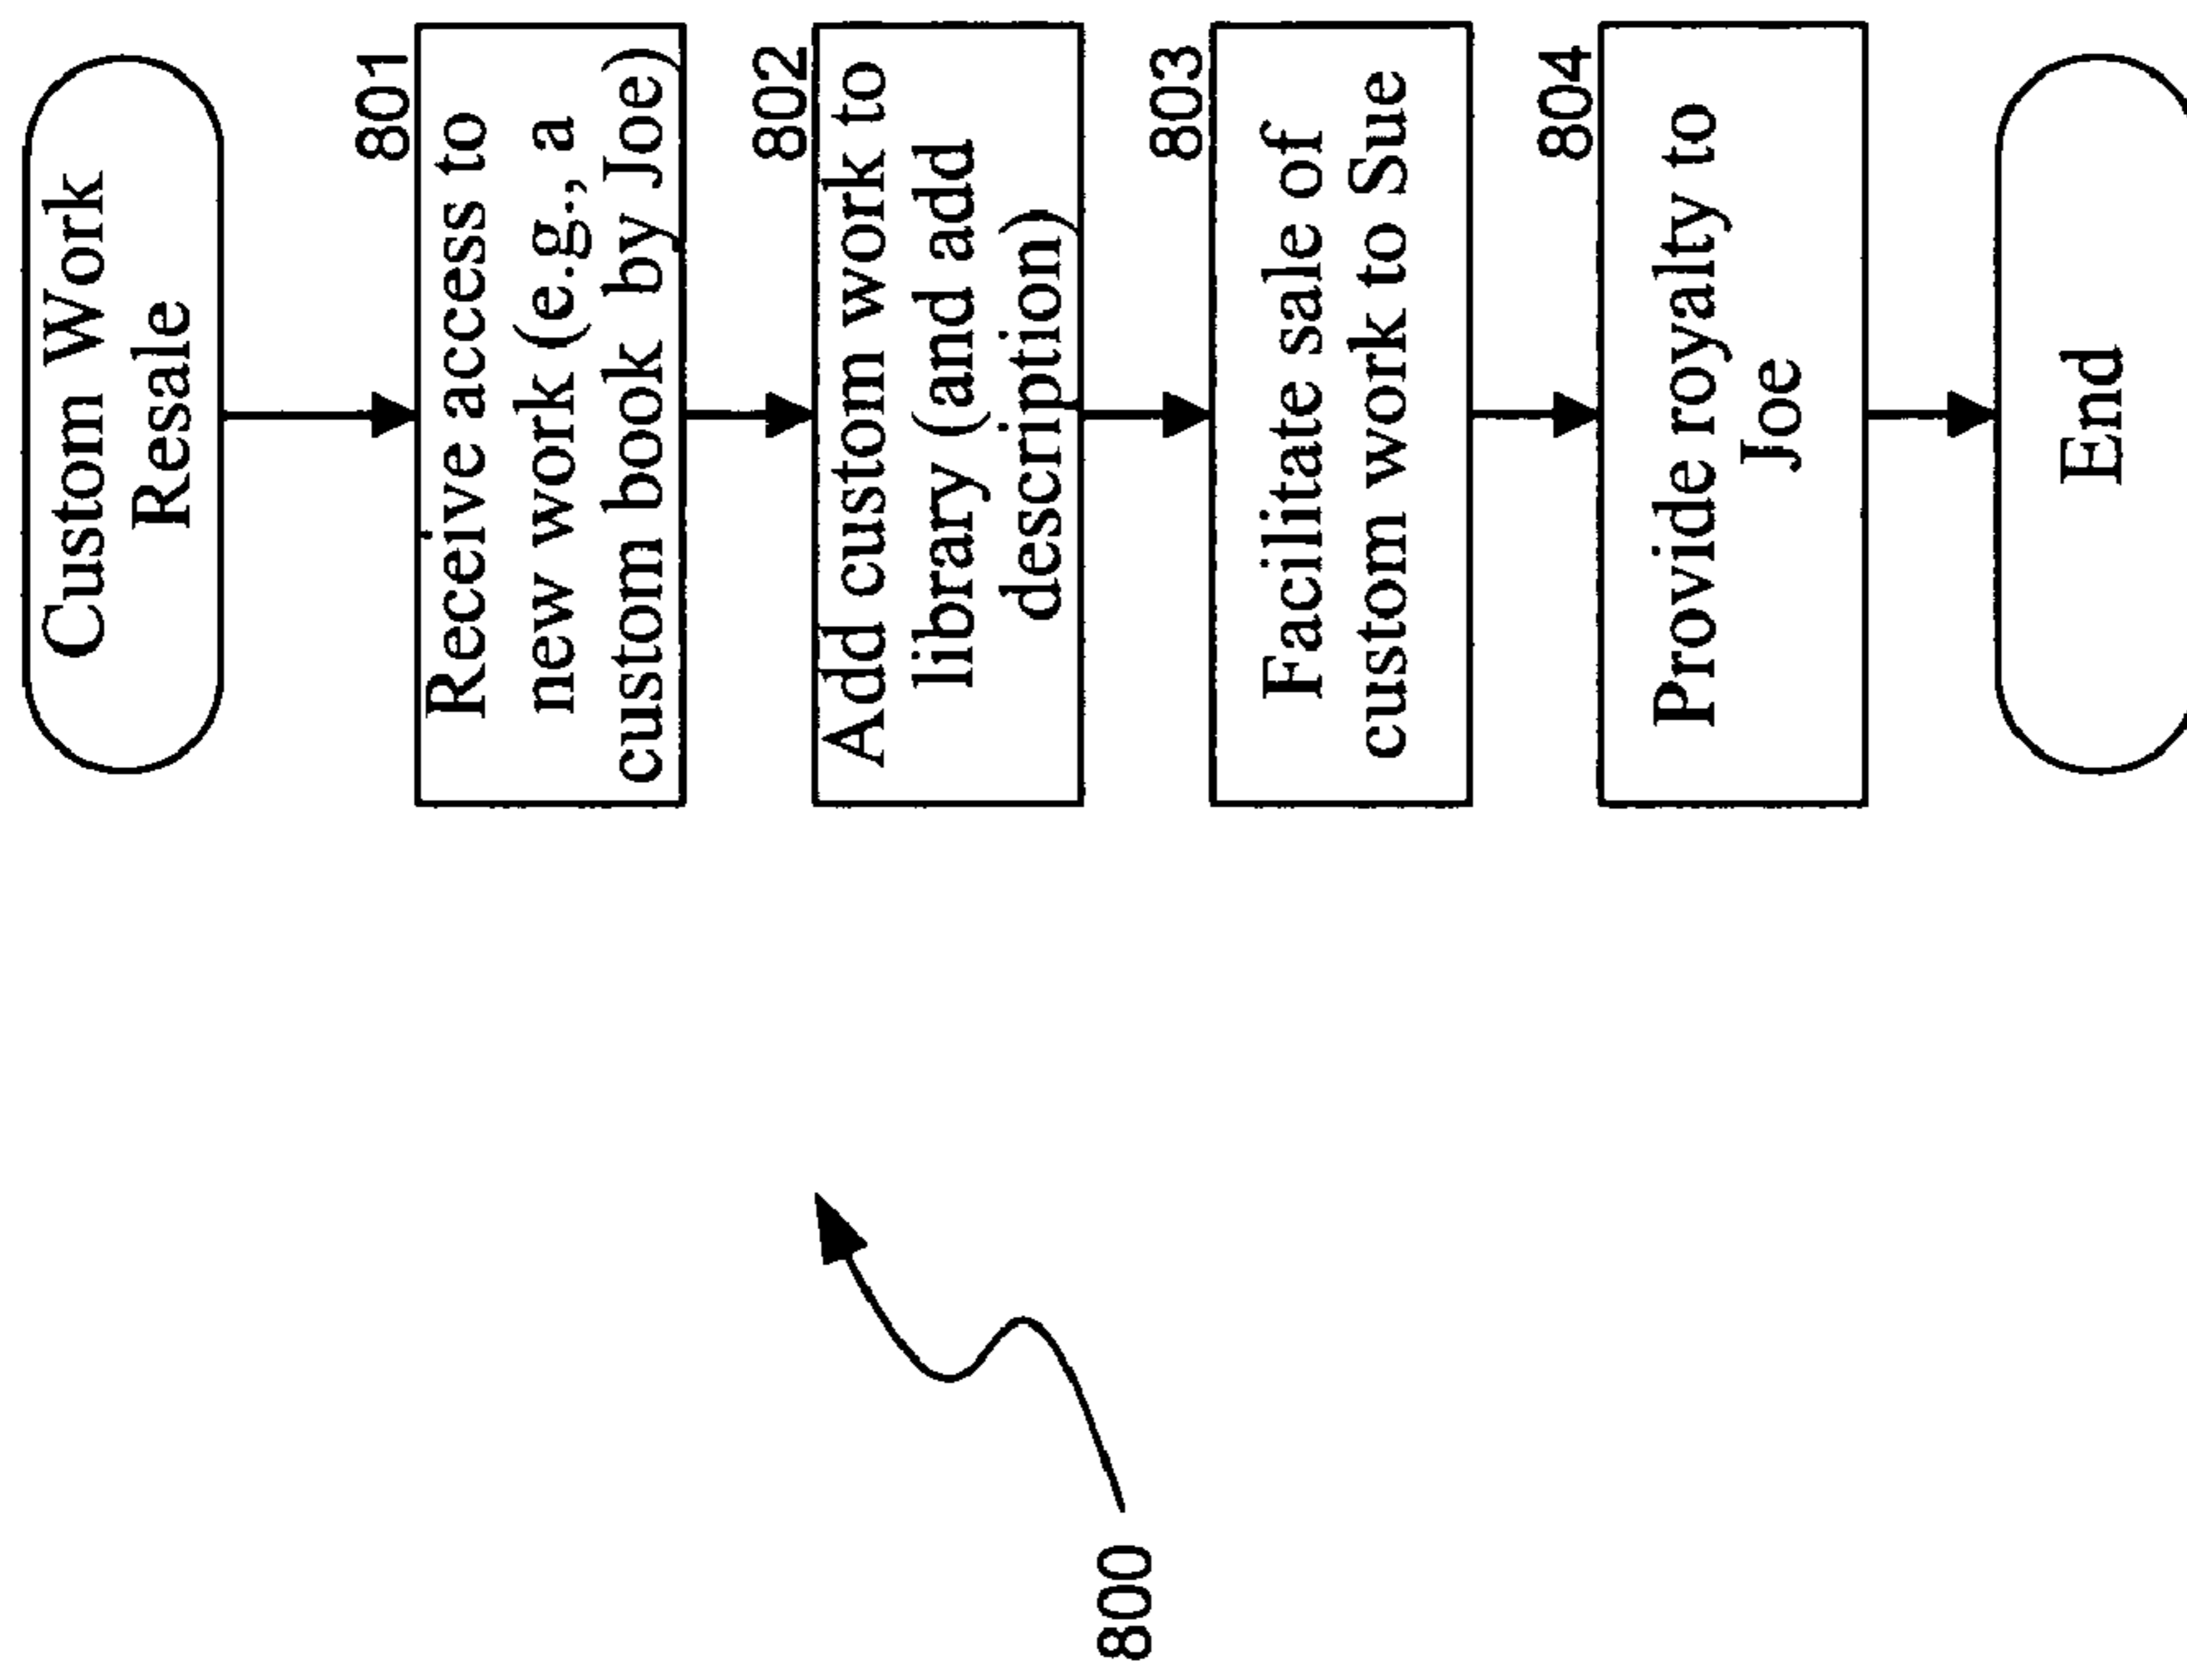 Custom Work
Resale
801
Receive access to
new work (e.g., a
custom book by Joe)
802
Add custom work to
library (and add
description)
803
Facilitate sale of
custom work to Sue
804
Provide royalty to
Joe
End
800